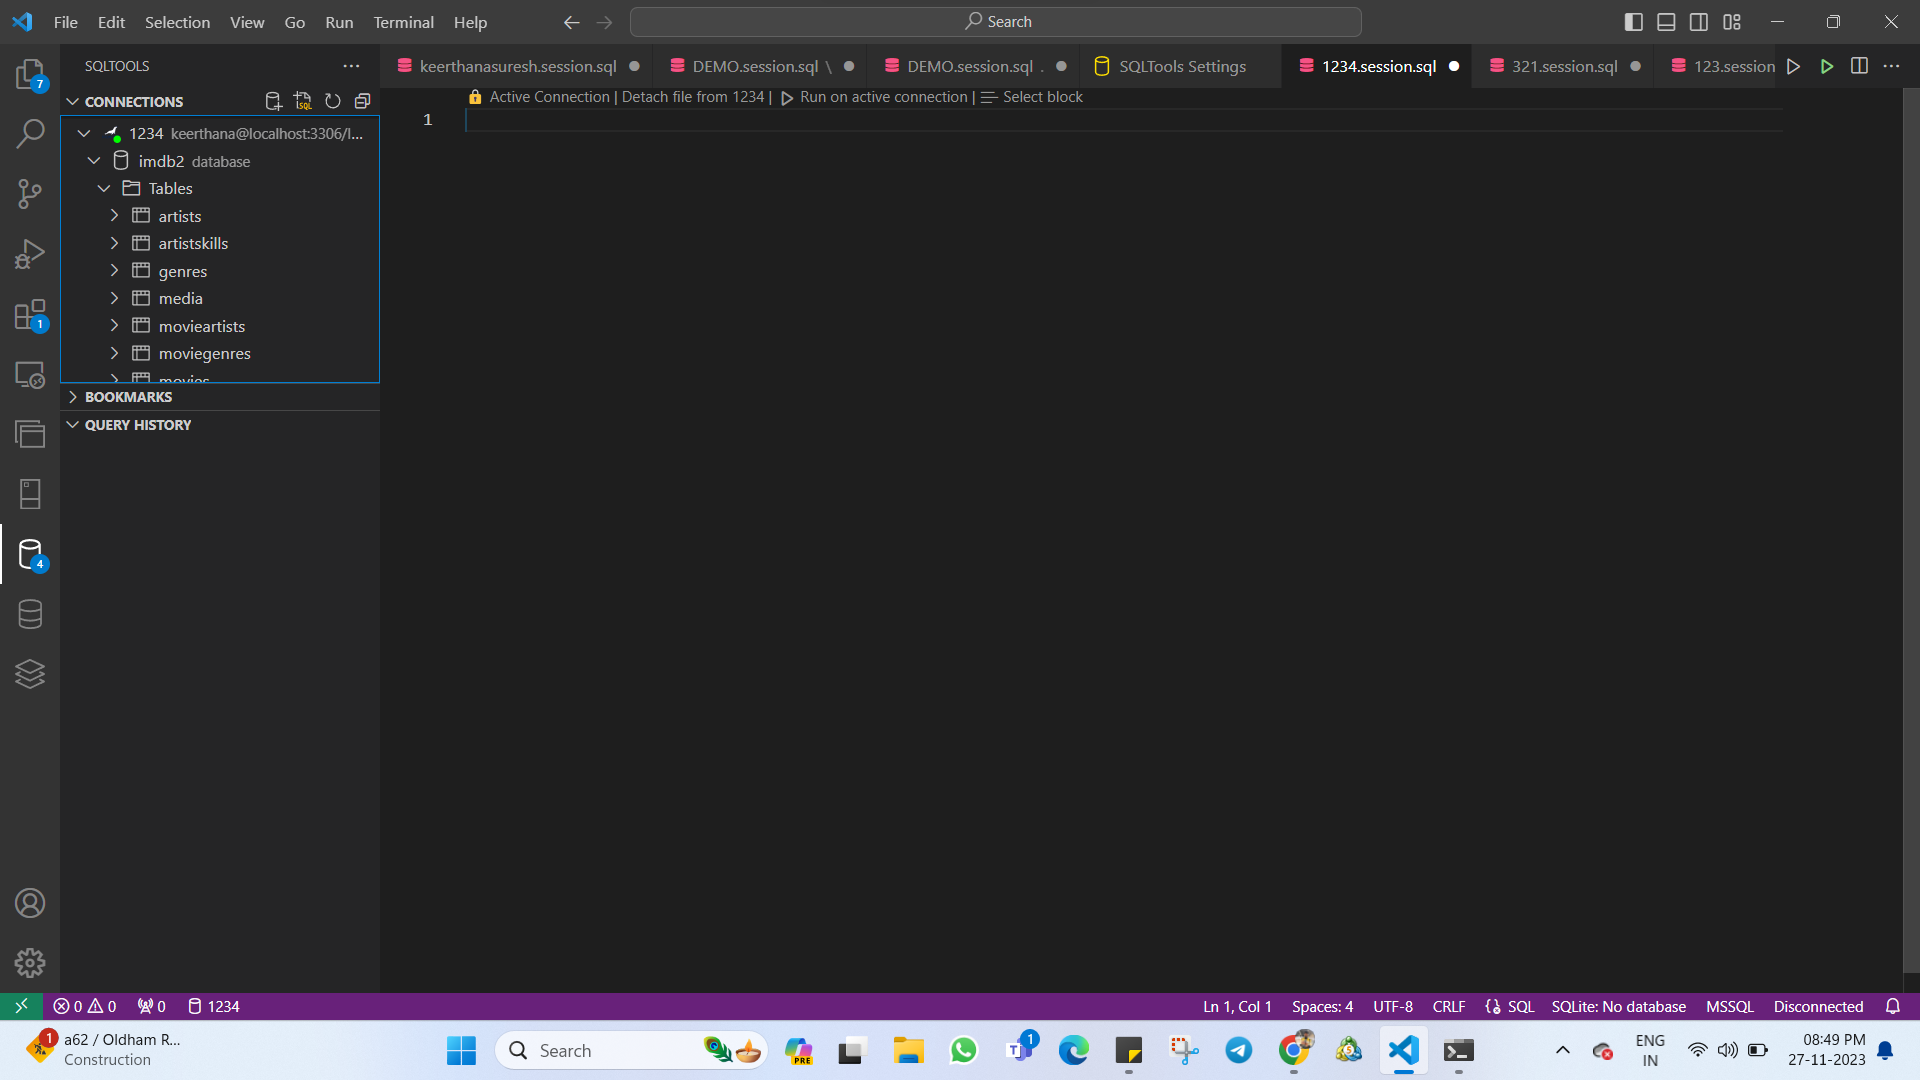 File Edit Selection View Go Run Terminal Help
Search
SQLTOOLS
CONNECTIONS
1234 keerthana@localhost:3306/I...
imdb2 database
Tables
artists
artistskills
genres
media
movieartists
moviegenres
movies
BOOKMARKS
QUERY HISTORY
7
1
4
keerthanasuresh.session.sql
DEMO.session.sql \
DEMO.session.sql .
SQLTools Settings
1234.session.sql
321.session.sql
123.session
Active Connection | Detach file from 1234 | Run on active connection | Select block
1
0 0 0 1234
Ln 1, Col 1 Spaces: 4 UTF-8 CRLF SQL SQLite: No database MSSQL Disconnected
1
a62 / Oldham R...
Construction
Search
PRE
1
T
5
ENG
IN
08:49 PM
27-11-2023